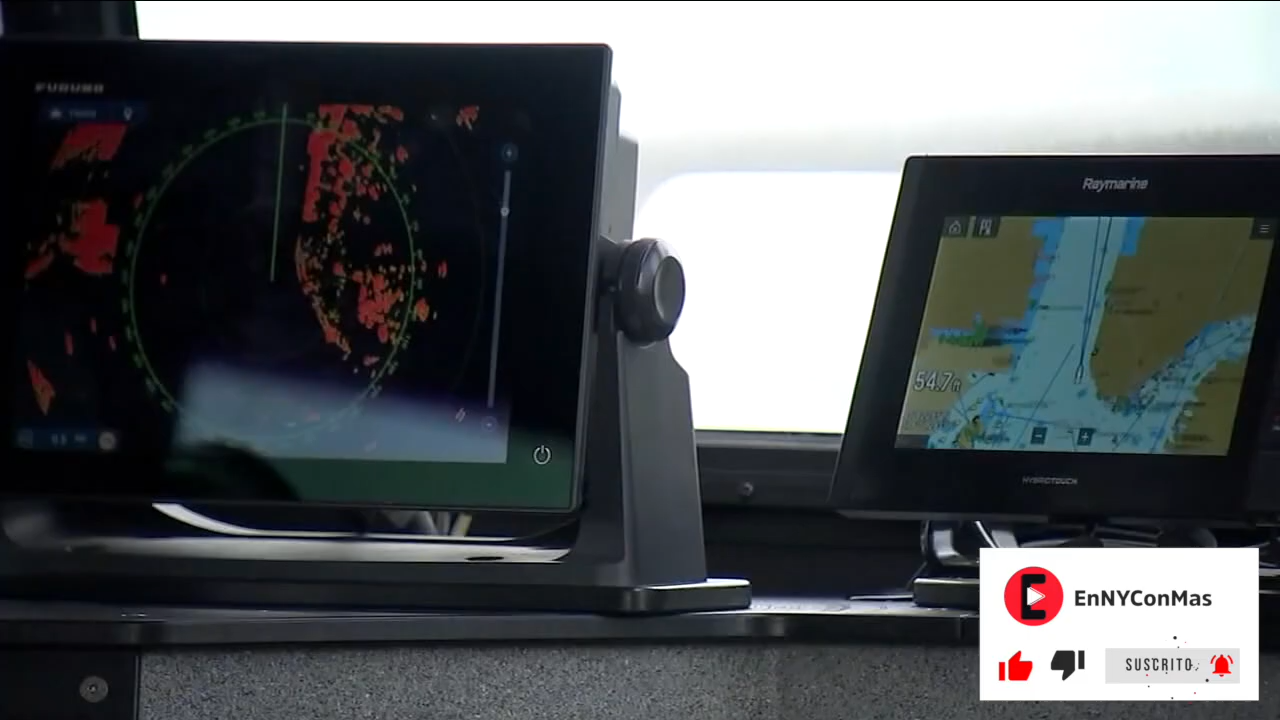 FURUNO
Raymarine
54.7ft
HYBRIDTOUCH
EnNYConMas
SUSCRITO